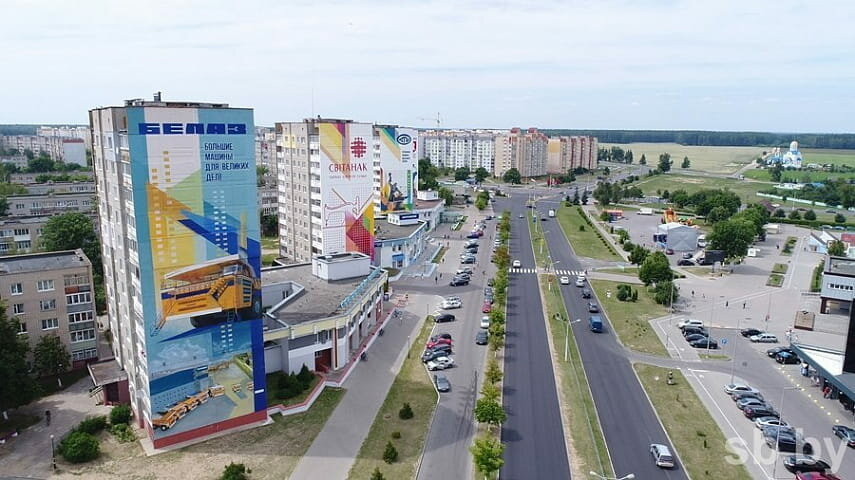 БЕЛАЗ
БОЛЬШИЕ
МАШИНЫ
ДЛЯ ВЕЛИКИХ
ДЕЛ!
СВІТАНАК
sb.by